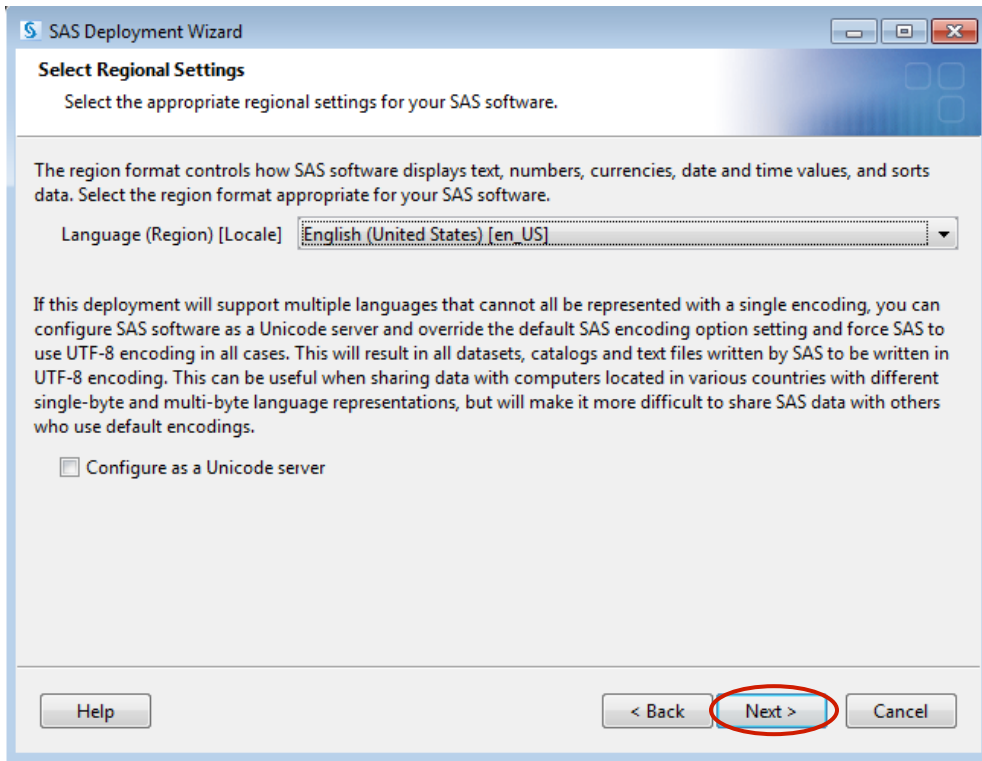 SAS Deployment Wizard
Select Regional Settings
Select the appropriate regional settings for your SAS software.
The region format controls how SAS software displays text, numbers, currencies, date and time values, and sorts
data. Select the region format appropriate for your SAS software.
Language (Region) [Locale] English (United States) [en_US]
If this deployment will support multiple languages that cannot all be represented with a single encoding, you can
configure SAS software as a Unicode server and override the default SAS encoding option setting and force SAS to
use UTF-8 encoding in all cases. This will result in all datasets, catalogs and text files written by SAS to be written in
UTF-8 encoding. This can be useful when sharing data with computers located in various countries with different
single-byte and multi-byte language representations, but will make it more difficult to share SAS data with others
who use default encodings.
Configure as a Unicode server
Help < Back Next > Cancel